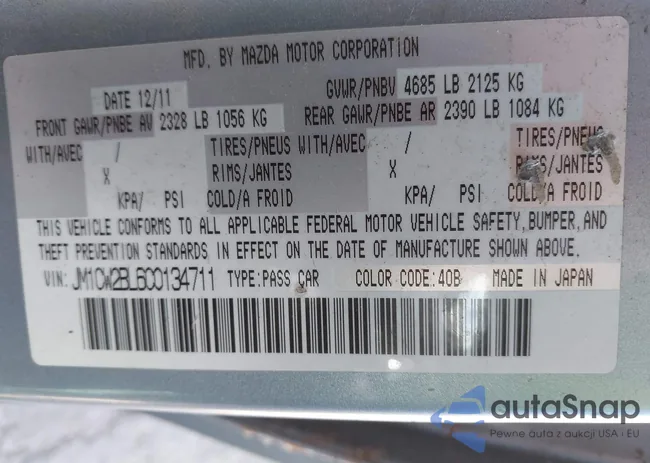 MFD. BY MAZDA MOTOR CORPORATION
DATE 12/11 GVWR/PNBV 4685 LB 2125 KG
FRONT GAWR/PNBE AV 2328 LB 1056 KG REAR GAWR/PNBE AR 2390 LB 1084 KG
WITH/AVEC / TIRES/PNEUS WITH/AVEC / TIRES/PNEUS
X RIMS/JANTES X RIMS/JANTES
KPA/ PSI COLD/A FROID KPA/ PSI COLD/A FROID
THIS VEHICLE CONFORMS TO ALL APPLICABLE FEDERAL MOTOR VEHICLE SAFETY,BUMPER,AND
THEFT PREVENTION STANDARDS IN EFFECT ON THE DATE OF MANUFACTURE SHOWN ABOVE.
VIN: JM1CW2BL6C0134711 TYPE:PASS CAR COLOR CODE:40B MADE IN JAPAN
autaSnap
Pewne auta z aukcji USA i EU